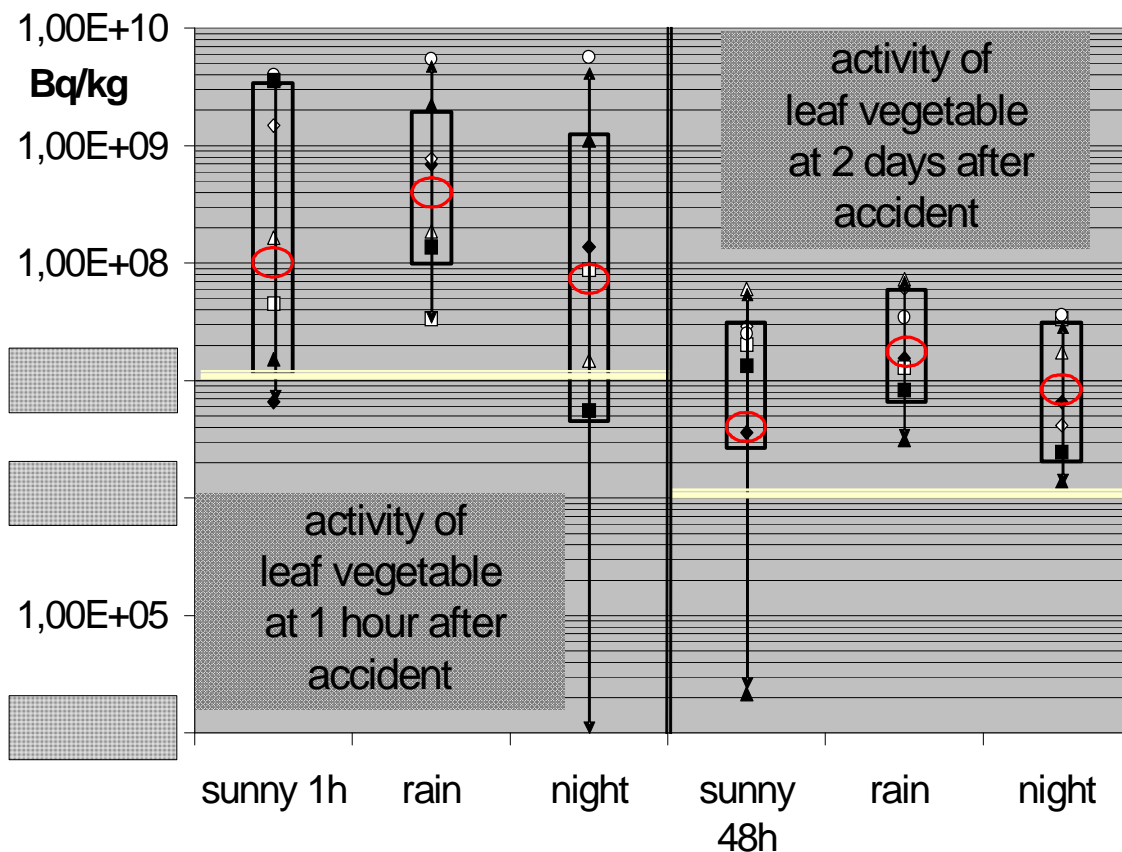 1,00E+10
Bq/kg
1,00E+09
1,00E+08
1,00E+05
activity of
leaf vegetable
at 2 days after
accident
activity of
leaf vegetable
at 1 hour after
accident
sunny 1h
rain
night
sunny
48h
rain
night